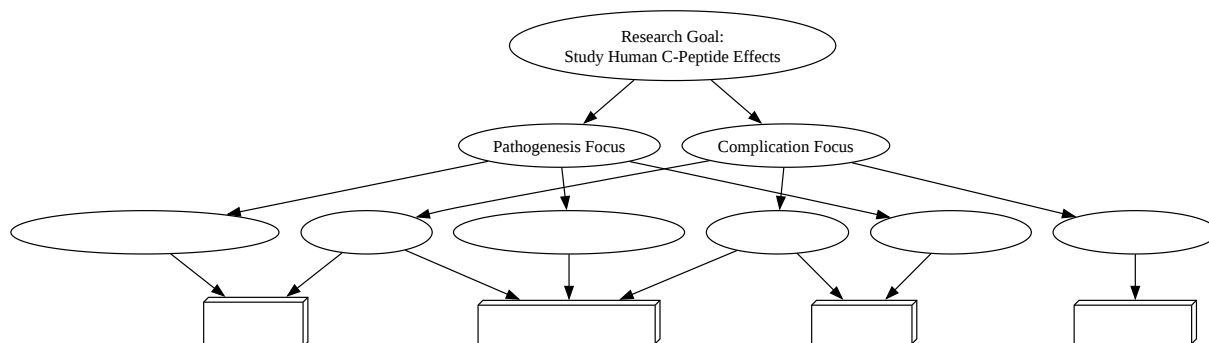 Research Goal:
Study Human C-Peptide Effects
Pathogenesis Focus
Complication Focus